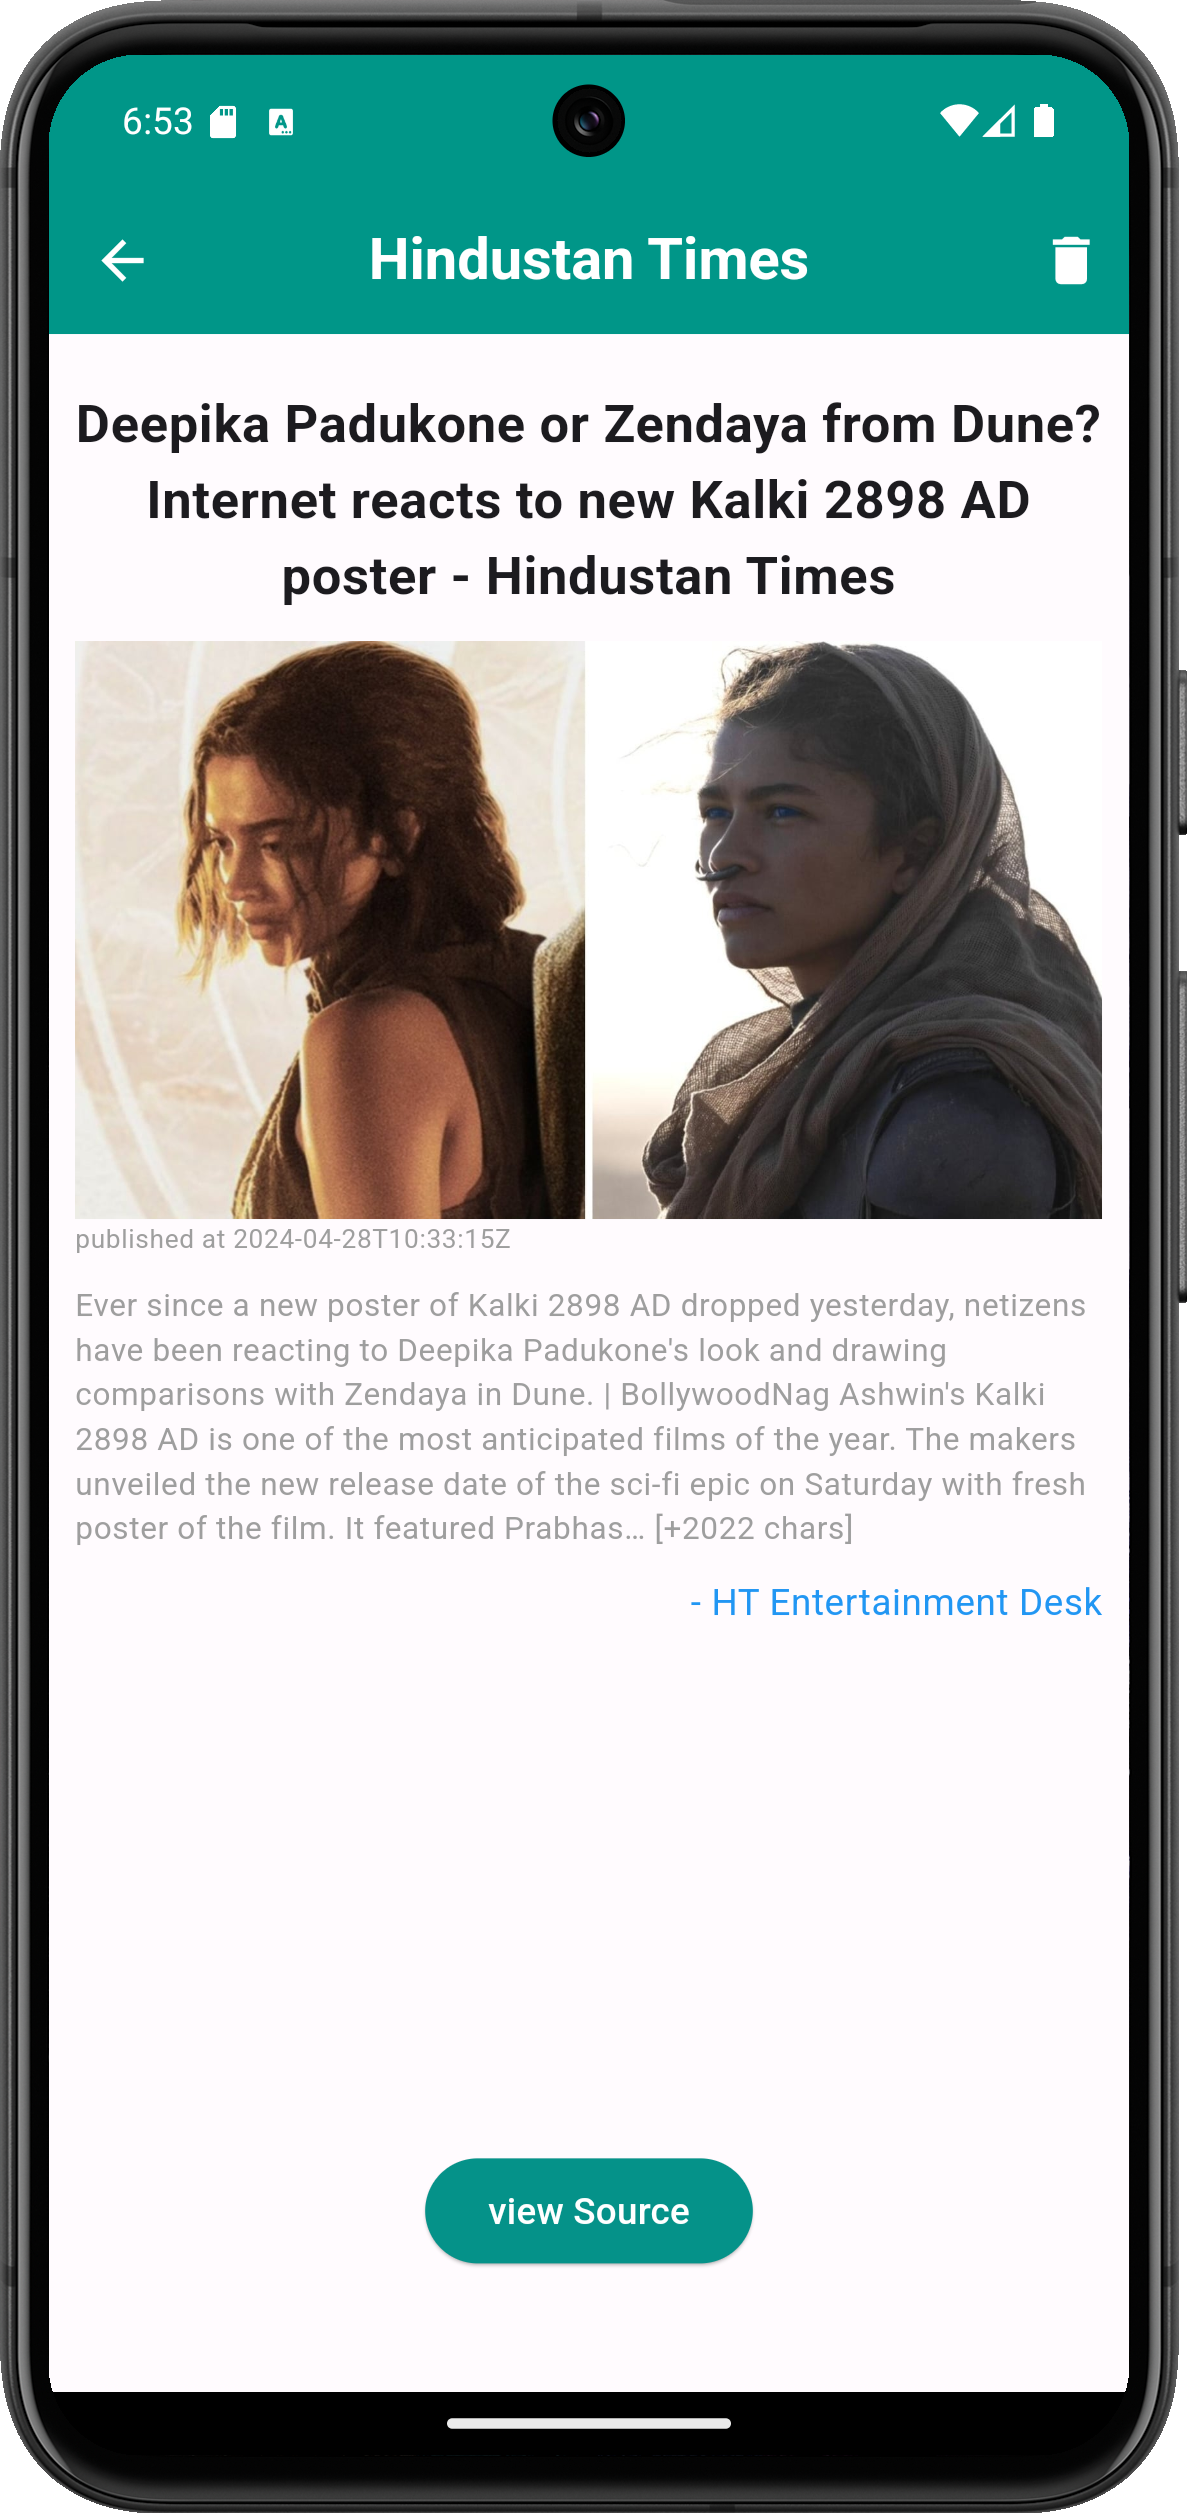 6:53
Hindustan Times
Deepika Padukone or Zendaya from Dune?
Internet reacts to new Kalki 2898 AD
poster - Hindustan Times
published at 2024-04-28T10:33:15Z
Ever since a new poster of Kalki 2898 AD dropped yesterday, netizens
have been reacting to Deepika Padukone's look and drawing
comparisons with Zendaya in Dune. | BollywoodNag Ashwin's Kalki
2898 AD is one of the most anticipated films of the year. The makers
unveiled the new release date of the sci-fi epic on Saturday with fresh
poster of the film. It featured Prabhas… [+2022 chars]
- HT Entertainment Desk
view Source